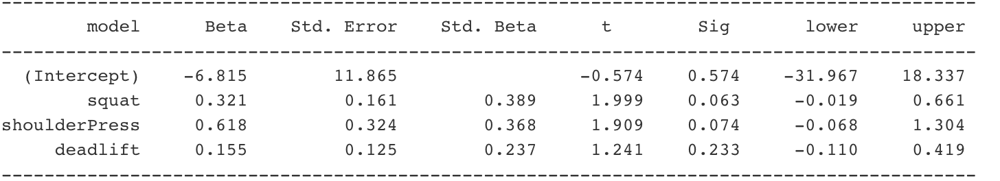 model Beta Std. Error Std. Beta t Sig lower upper
(Intercept) -6.815 11.865 -0.574 0.574 -31.967 18.337
squat 0.321 0.161 0.389 1.999 0.063 -0.019 0.661
shoulderPress 0.618 0.324 0.368 1.909 0.074 -0.068 1.304
deadlift 0.155 0.125 0.237 1.241 0.233 -0.110 0.419